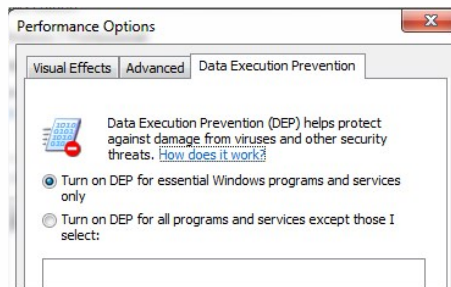 Performance Options
Visual Effects
Advanced
Data Execution Prevention
Data Execution Prevention (DEP) helps protect
against damage from viruses and other security
threats. How does it work?
Turn on DEP for essential Windows programs and services
only
Turn on DEP for all programs and services except those I
select: